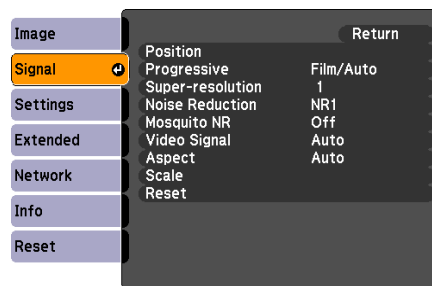 Image
Signal
Settings
Extended
Network
Info
Reset
Return
Position
Progressive Film/Auto
Super-resolution 1
Noise Reduction NR1
Mosquito NR Off
Video Signal Auto
Aspect Auto
Scale
Reset